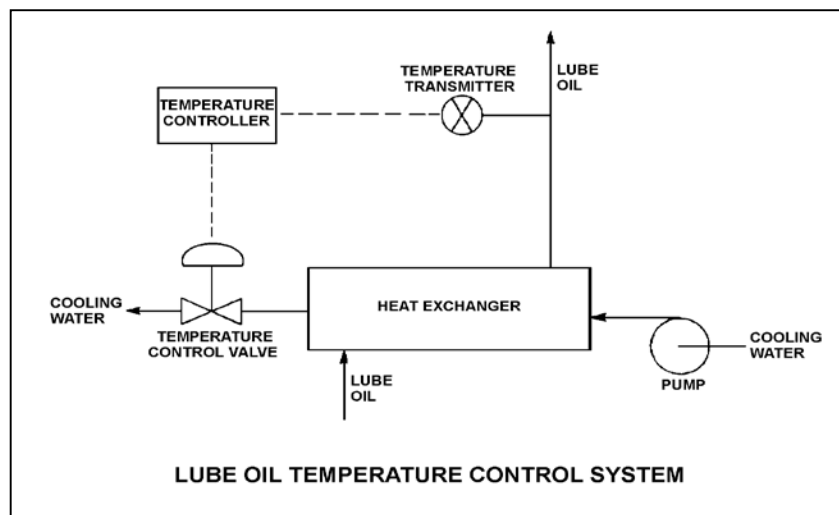 TEMPERATURE
TRANSMITTER
LUBE
OIL
TEMPERATURE
CONTROLLER
COOLING
WATER
TEMPERATURE
CONTROL VALVE
HEAT EXCHANGER
COOLING
WATER
PUMP
LUBE
OIL
LUBE OIL TEMPERATURE CONTROL SYSTEM